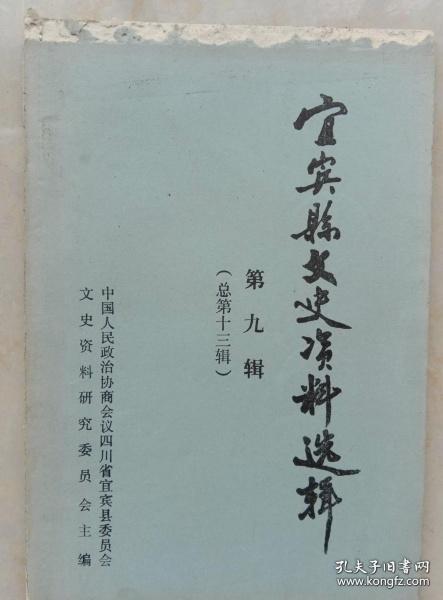 宜宾縣文史资料选辑
第九辑
（总第十三辑）
中国人民政治协商会议四川省宜宾县委员会
文史资料研究委员会主编
孔夫子旧书网
www.kongfz.com